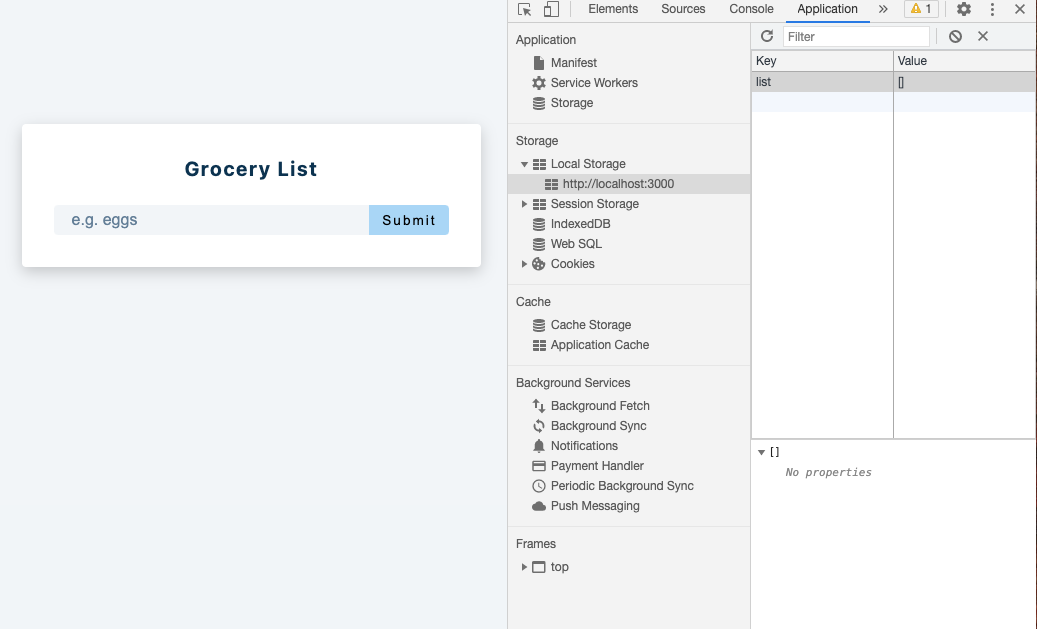 Grocery List
e.g. eggs
Submit
Elements Sources Console Application 1
Application
Manifest
Service Workers
Storage
Storage
Local Storage
http://localhost:3000
Session Storage
IndexedDB
Web SQL
Cookies
Cache
Cache Storage
Application Cache
Background Services
Background Fetch
Background Sync
Notifications
Payment Handler
Periodic Background Sync
Push Messaging
Frames
top
Filter
Key Value
list []
[]
No properties